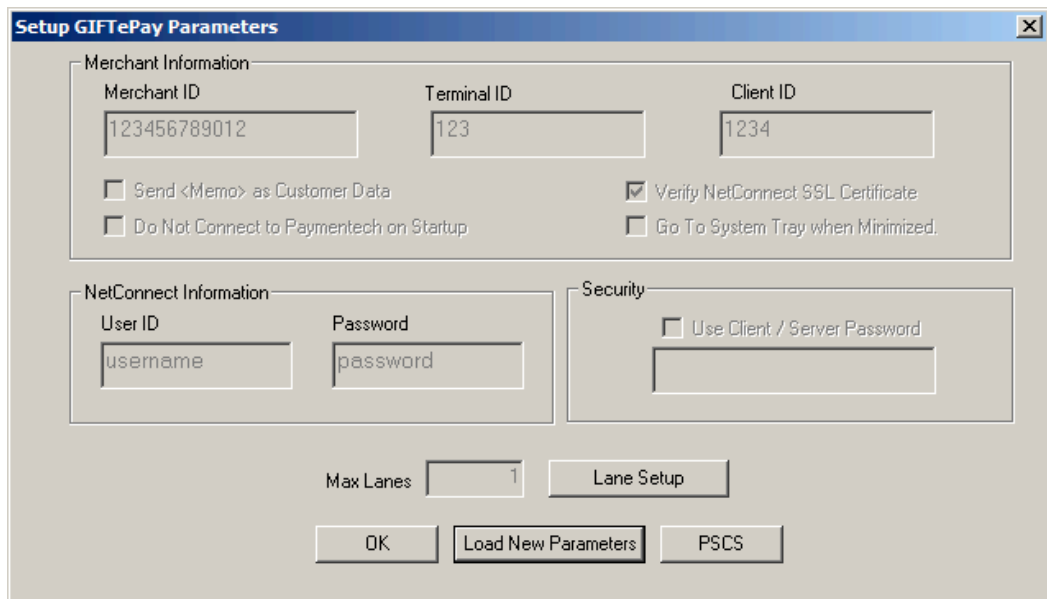 Setup GIFTePay Parameters
Merchant Information
Merchant ID Terminal ID Client ID
123456789012 123 1234
Send <Memo> as Customer Data Verify NetConnect SSL Certificate
Do Not Connect to Paymentech on Startup Go To System Tray when Minimized.
NetConnect Information Security
User ID Password Use Client / Server Password
username password
Max Lanes 1 Lane Setup
OK Load New Parameters PSCS